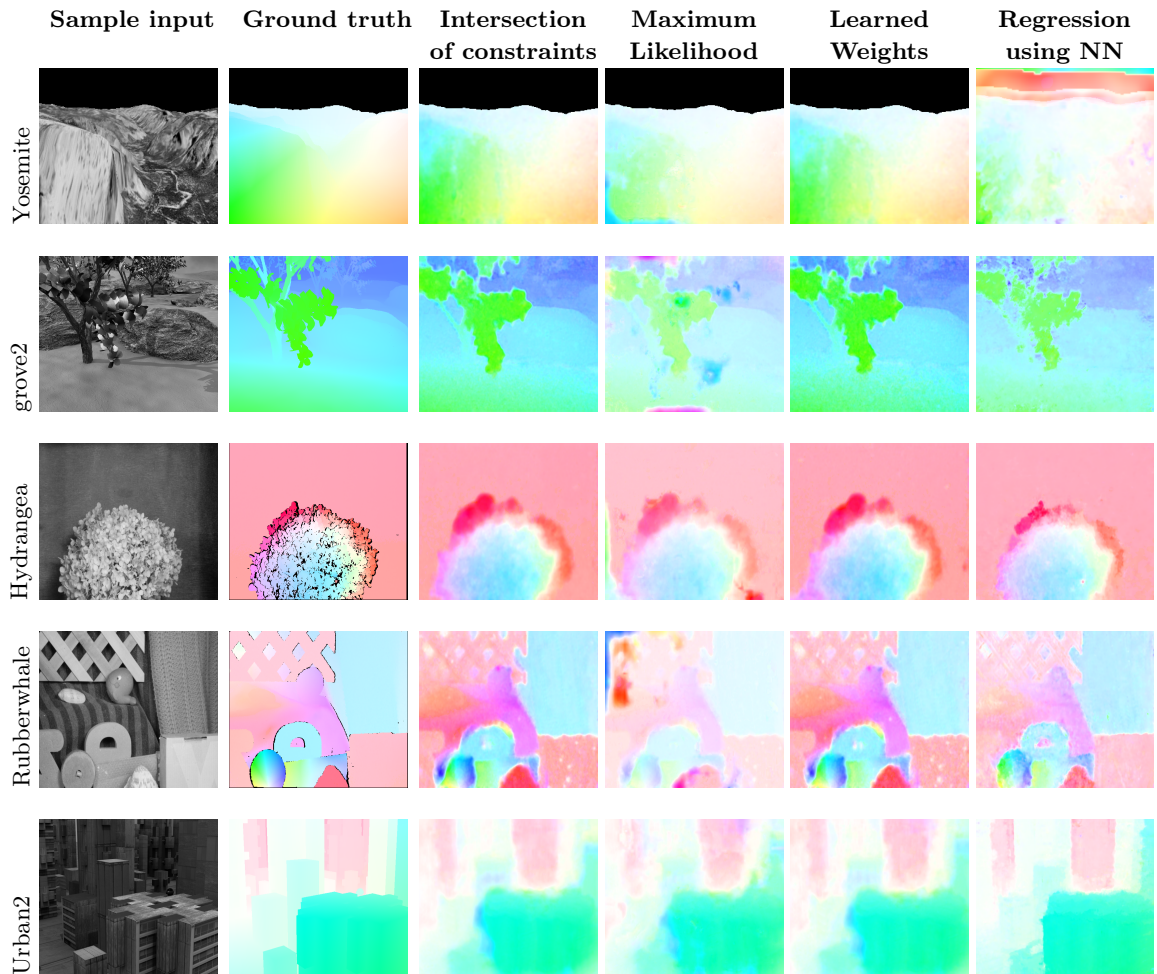 Sample input Ground truth Intersection of constraints Maximum Likelihood Learned Weights Regression using NN
Yosemite
grove2
Hydrangea
Rubberwhale
Urban2